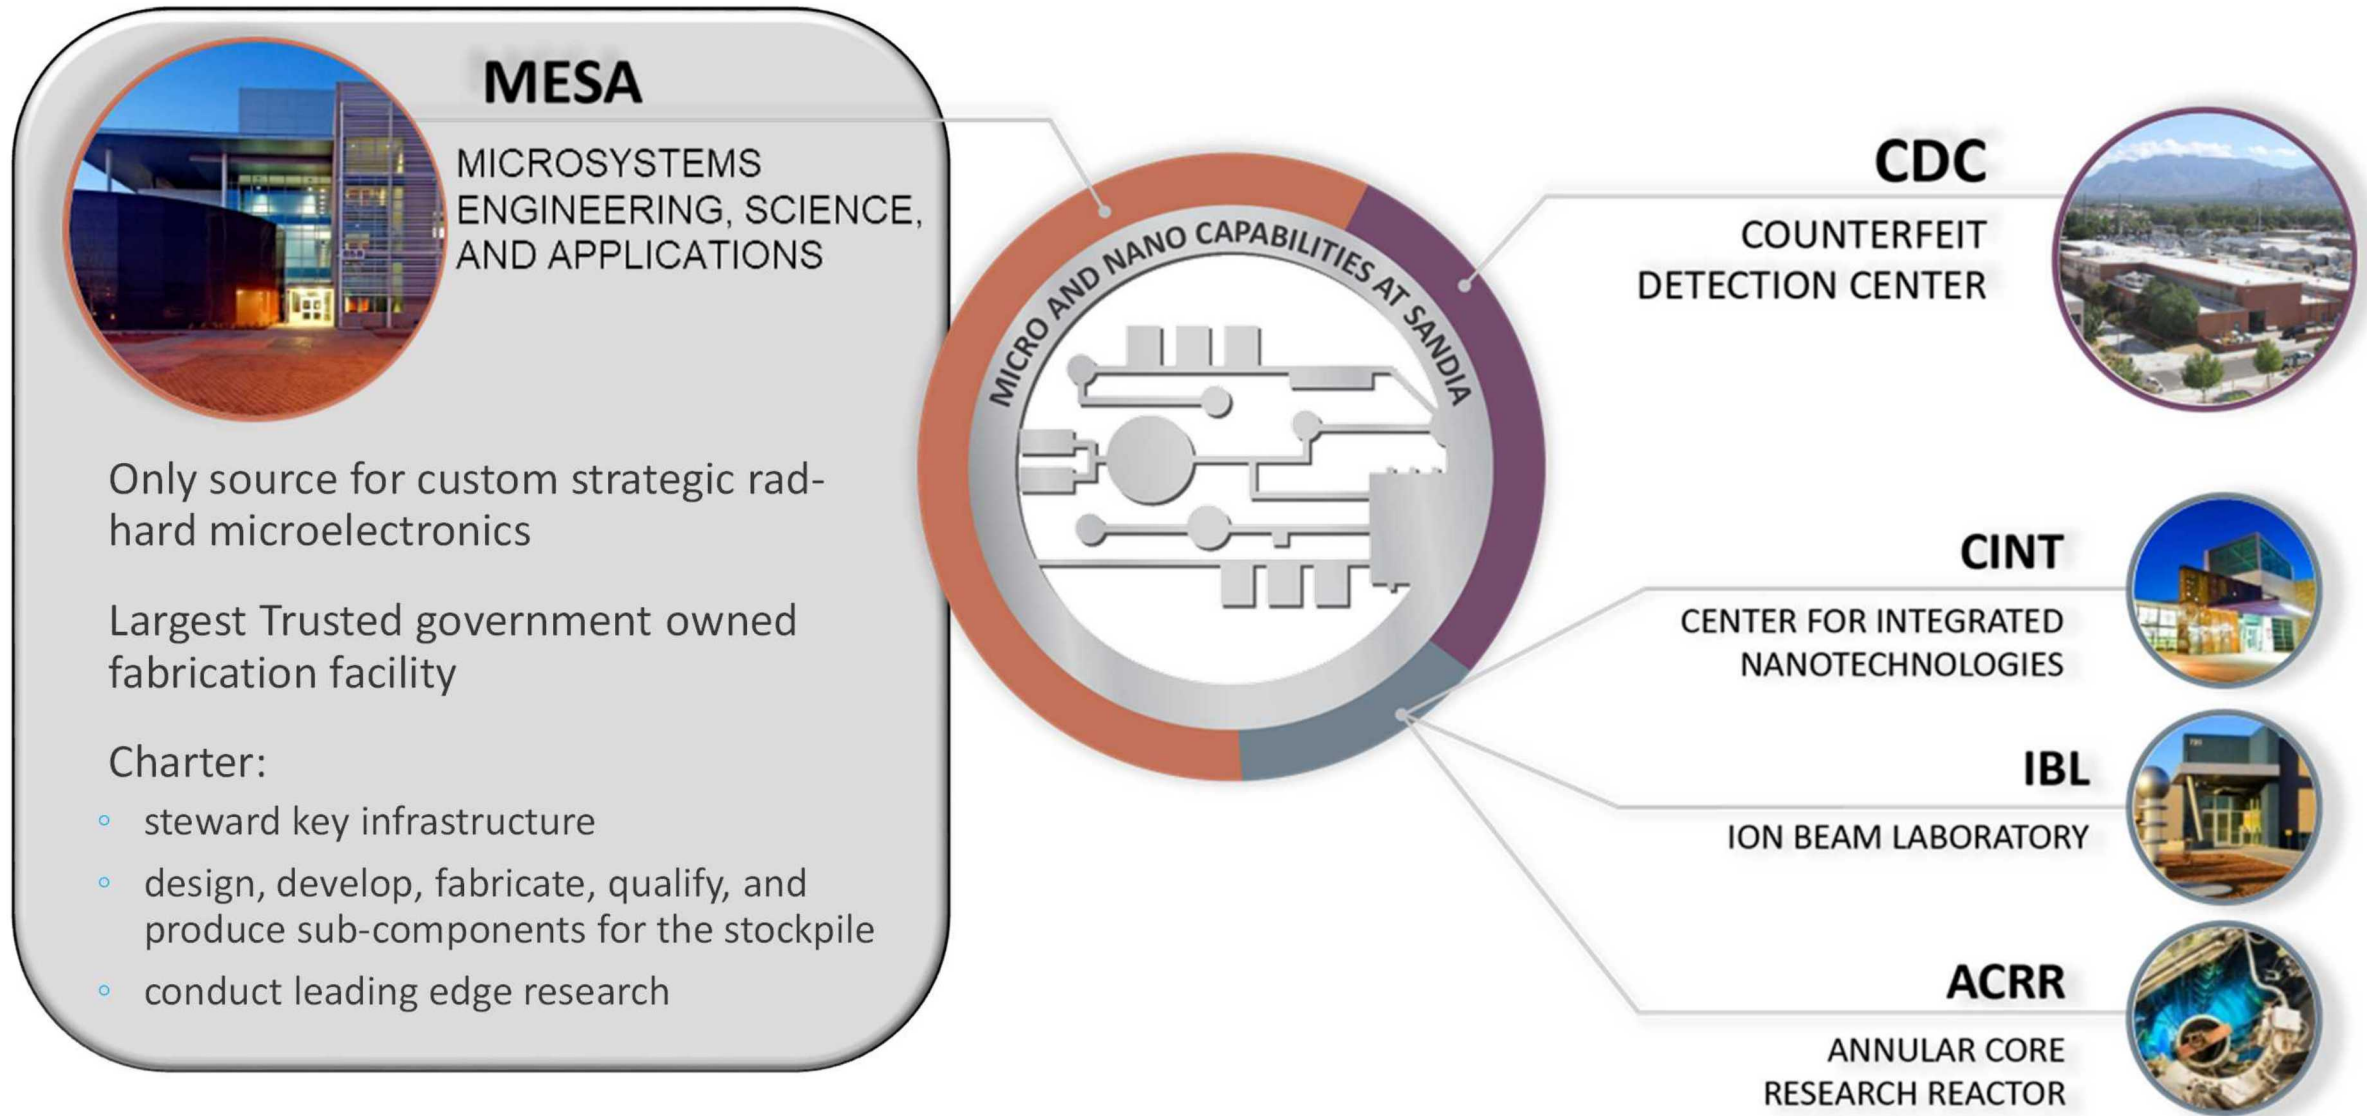 MESA
MICROSYSTEMS
ENGINEERING, SCIENCE,
AND APPLICATIONS
Only source for custom strategic rad-
hard microelectronics
Largest Trusted government owned
fabrication facility
Charter:
◦ steward key infrastructure
◦ design, develop, fabricate, qualify, and
produce sub-components for the stockpile
◦ conduct leading edge research
MICRO AND NANO CAPABILITIES AT SANDIA
CDC
COUNTERFEIT
DETECTION CENTER
CINT
CENTER FOR INTEGRATED
NANOTECHNOLOGIES
IBL
ION BEAM LABORATORY
ACRR
ANNULAR CORE
RESEARCH REACTOR